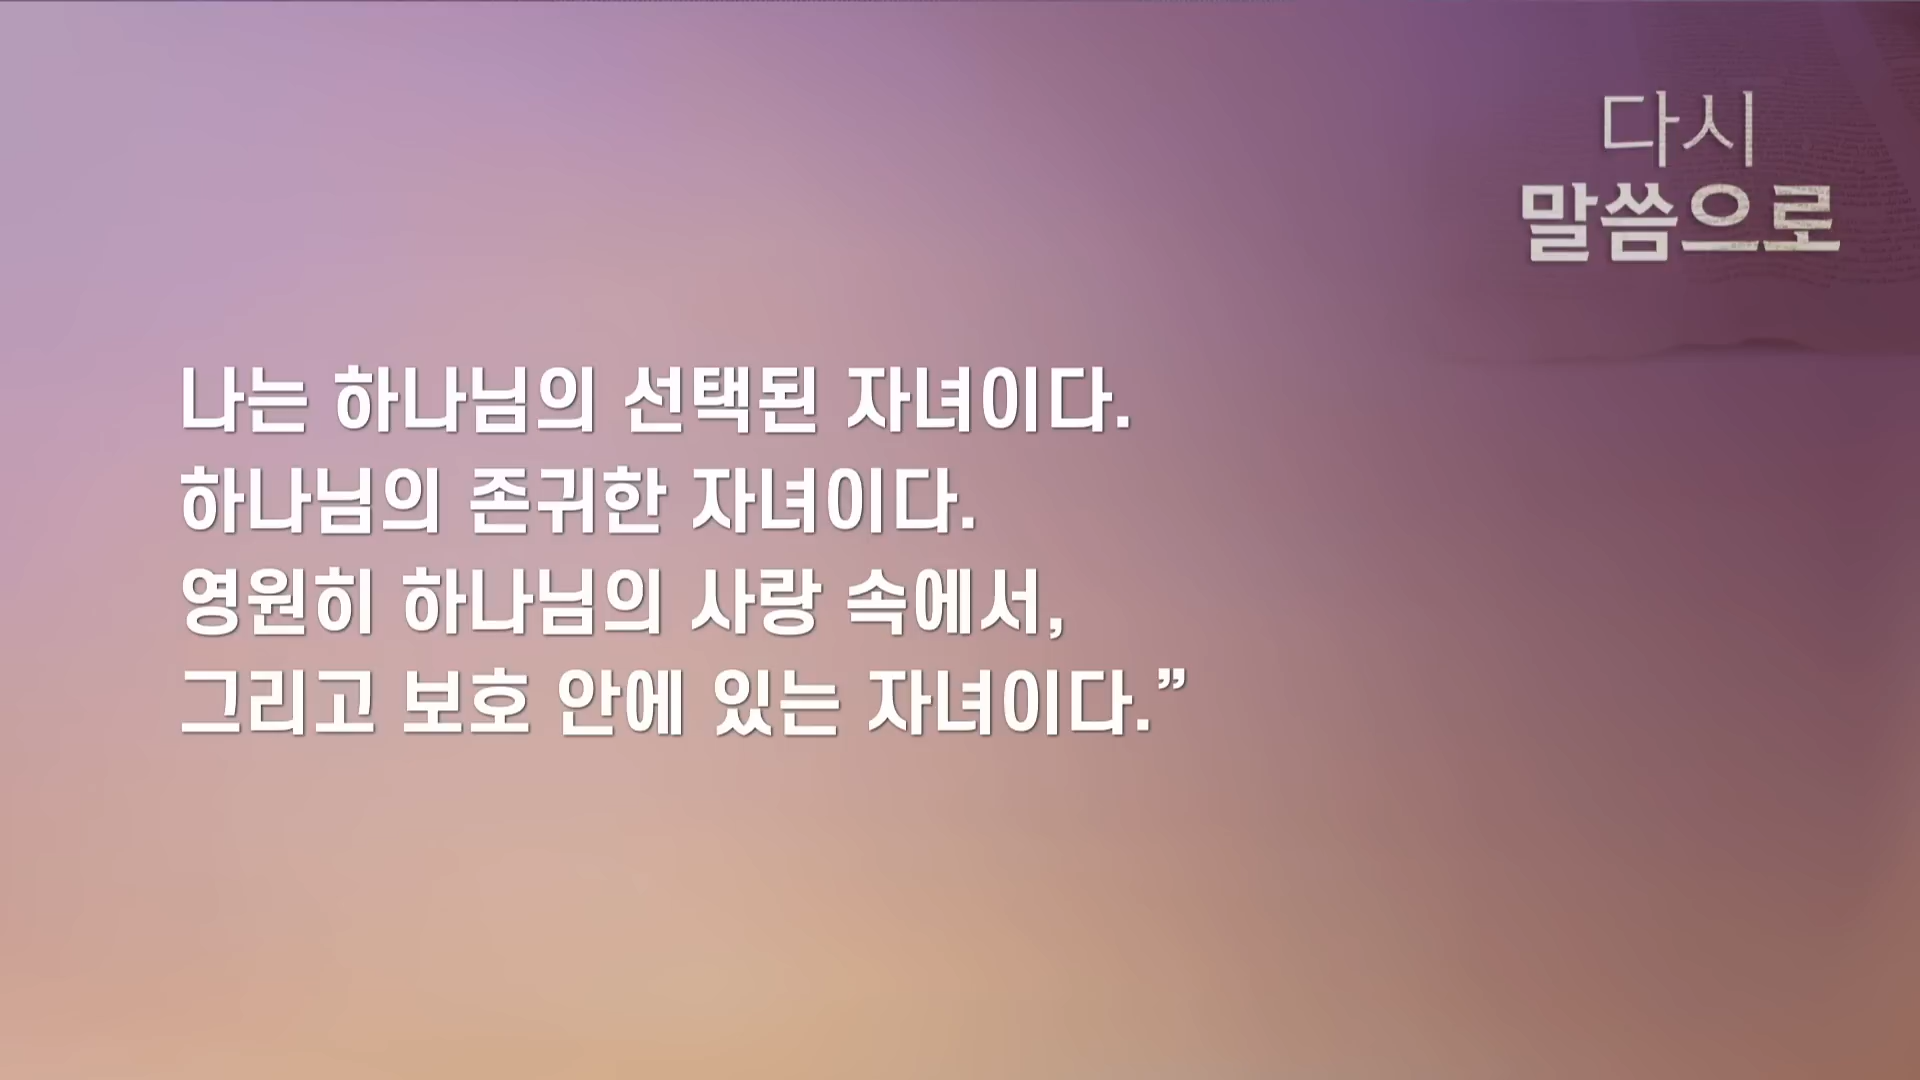 다시
말씀으로
나는 하나님의 선택된 자녀이다.
하나님의 존귀한 자녀이다.
영원히 하나님의 사랑 속에서,
그리고 보호 안에 있는 자녀이다.”